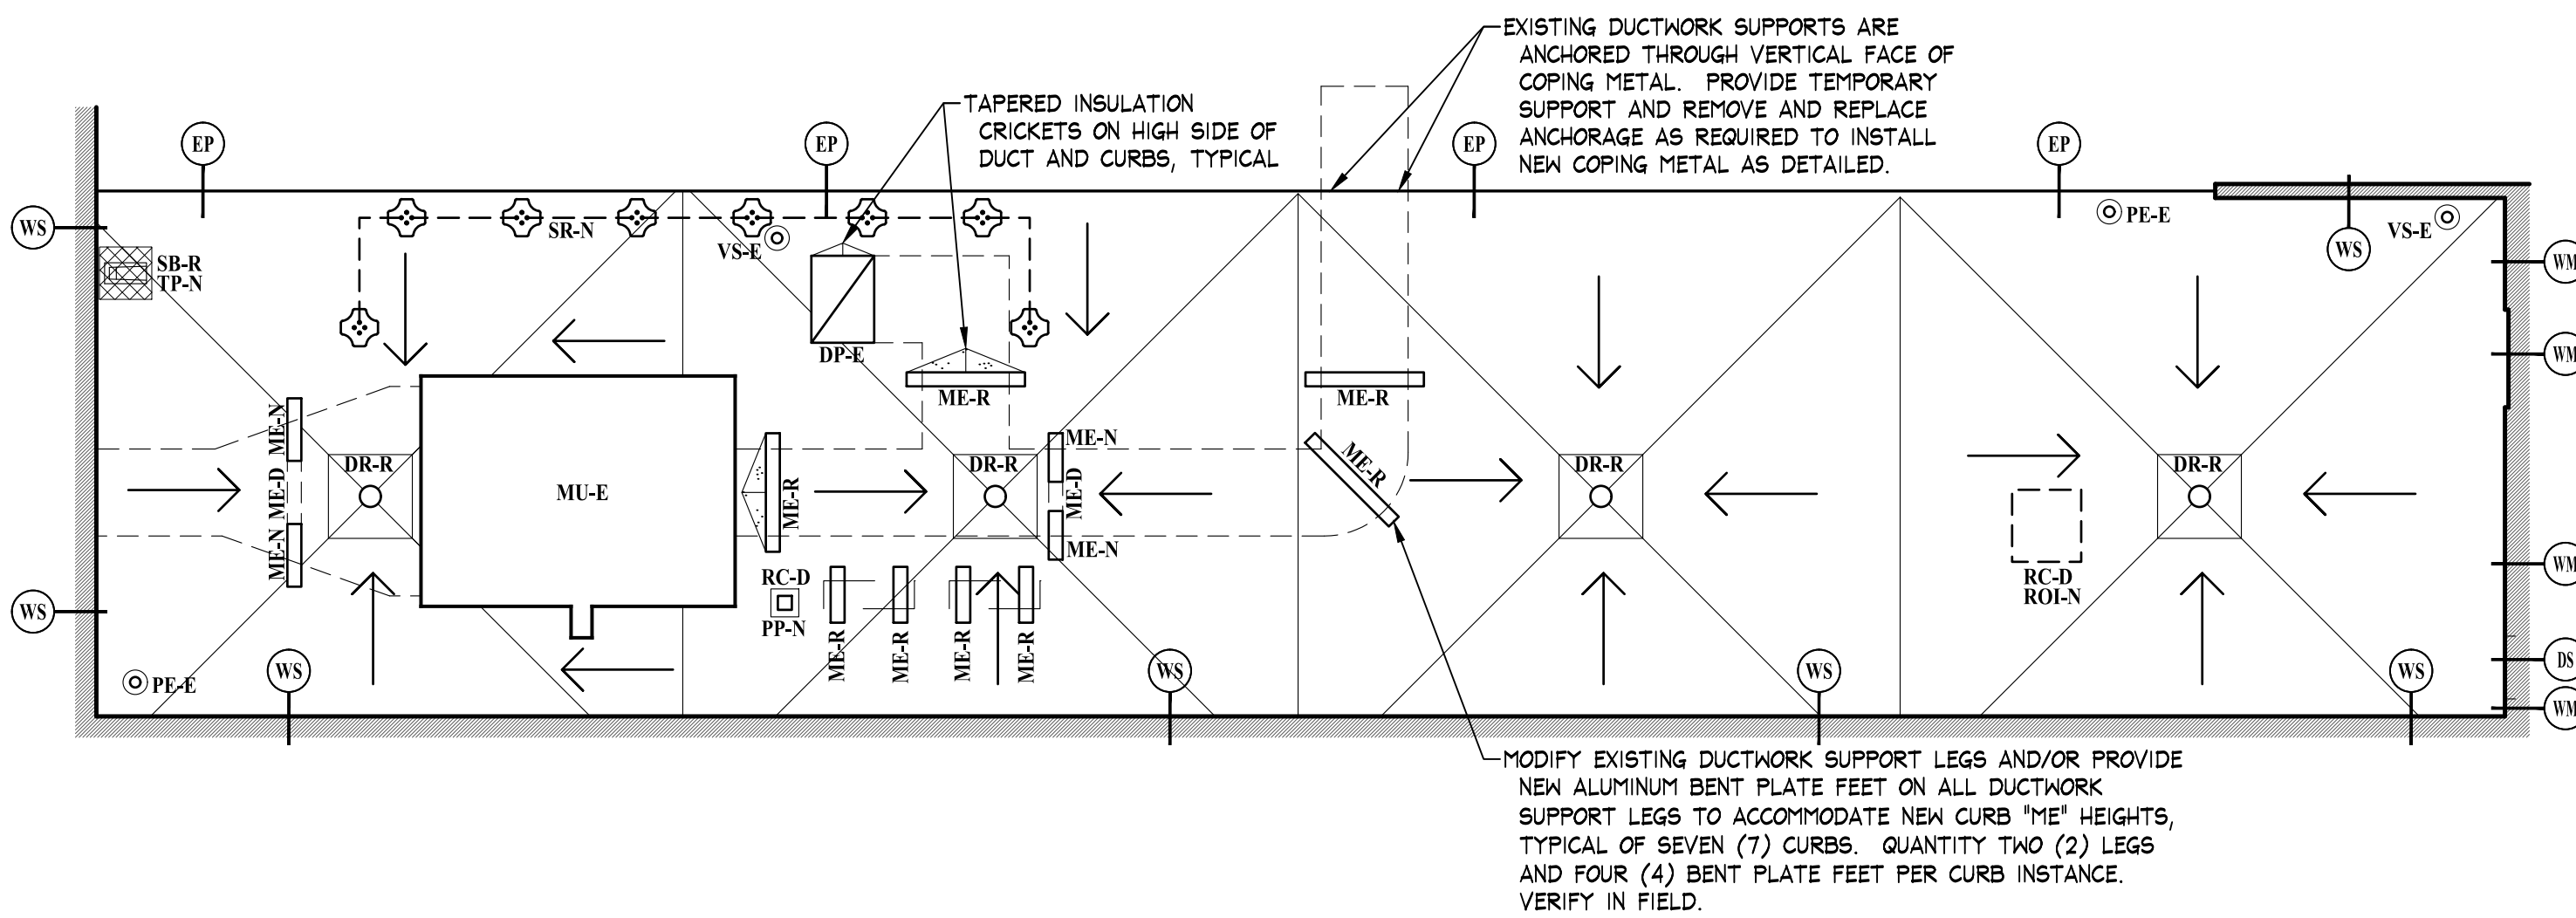 EXISTING DUCTWORK SUPPORTS ARE
ANCHORED THROUGH VERTICAL FACE OF
COPING METAL. PROVIDE TEMPORARY
SUPPORT AND REMOVE AND REPLACE
ANCHORAGE AS REQUIRED TO INSTALL
NEW COPING METAL AS DETAILED.
TAPERED INSULATION
CRICKETS ON HIGH SIDE OF
DUCT AND CURBS, TYPICAL
EP
EP
EP
EP
WS
SR-N
VS-E
PE-E
VS-E
WS
WM
SB-R
TP-N
DP-E
WM
ME-R
ME-R
ME-N
ME-D
ME-N
DR-R
MU-E
ME-R
DR-R
ME-N
ME-D
ME-N
ME-R
DR-R
DR-R
WM
RC-D
PP-N
RC-D
ROI-N
WS
ME-R
ME-R
ME-R
ME-R
PE-E
WS
WS
WS
WS
DS
WM
MODIFY EXISTING DUCTWORK SUPPORT LEGS AND/OR PROVIDE
NEW ALUMINUM BENT PLATE FEET ON ALL DUCTWORK
SUPPORT LEGS TO ACCOMMODATE NEW CURB "ME" HEIGHTS,
TYPICAL OF SEVEN (7) CURBS. QUANTITY TWO (2) LEGS
AND FOUR (4) BENT PLATE FEET PER CURB INSTANCE.
VERIFY IN FIELD.